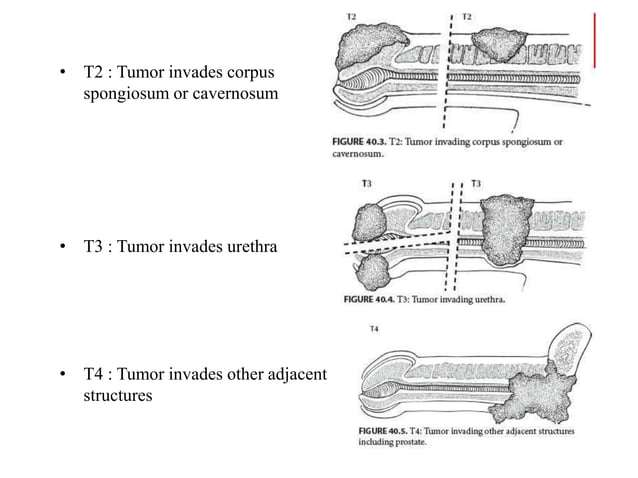 • T2 : Tumor invades corpus
spongiosum or cavernosum
T2
T2
FIGURE 40.3. T2: Tumor invading corpus spongiosum or
cavernosum.
• T3 : Tumor invades urethra
T3
T3
FIGURE 40.4. T3: Tumor invading urethra.
• T4 : Tumor invades other adjacent
structures
T4
FIGURE 40.5. T4: Tumor invading other adjacent structures
including prostate.